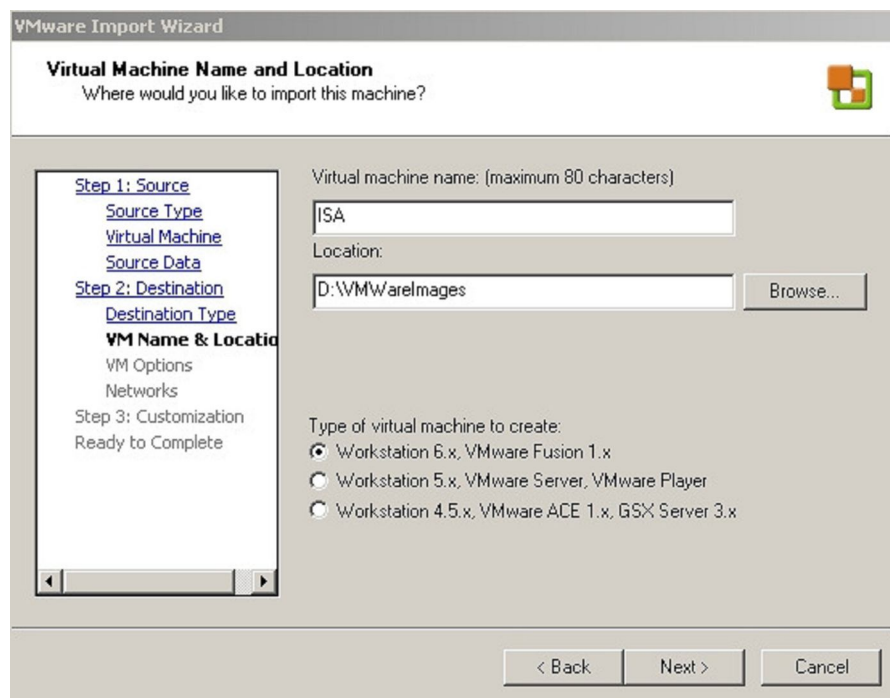 VMware Import Wizard
Virtual Machine Name and Location
Where would you like to import this machine?
Step 1: Source
Source Type
Virtual Machine
Source Data
Step 2: Destination
Destination Type
VM Name & Locatio
VM Options
Networks
Step 3: Customization
Ready to Complete
Virtual machine name: (maximum 80 characters)
ISA
Location:
D:\VMWareImages
Browse...
Type of virtual machine to create:
Workstation 6.x, VMware Fusion 1.x
Workstation 5.x, VMware Server, VMware Player
Workstation 4.5.x, VMware ACE 1.x, GSX Server 3.x
< Back
Next >
Cancel